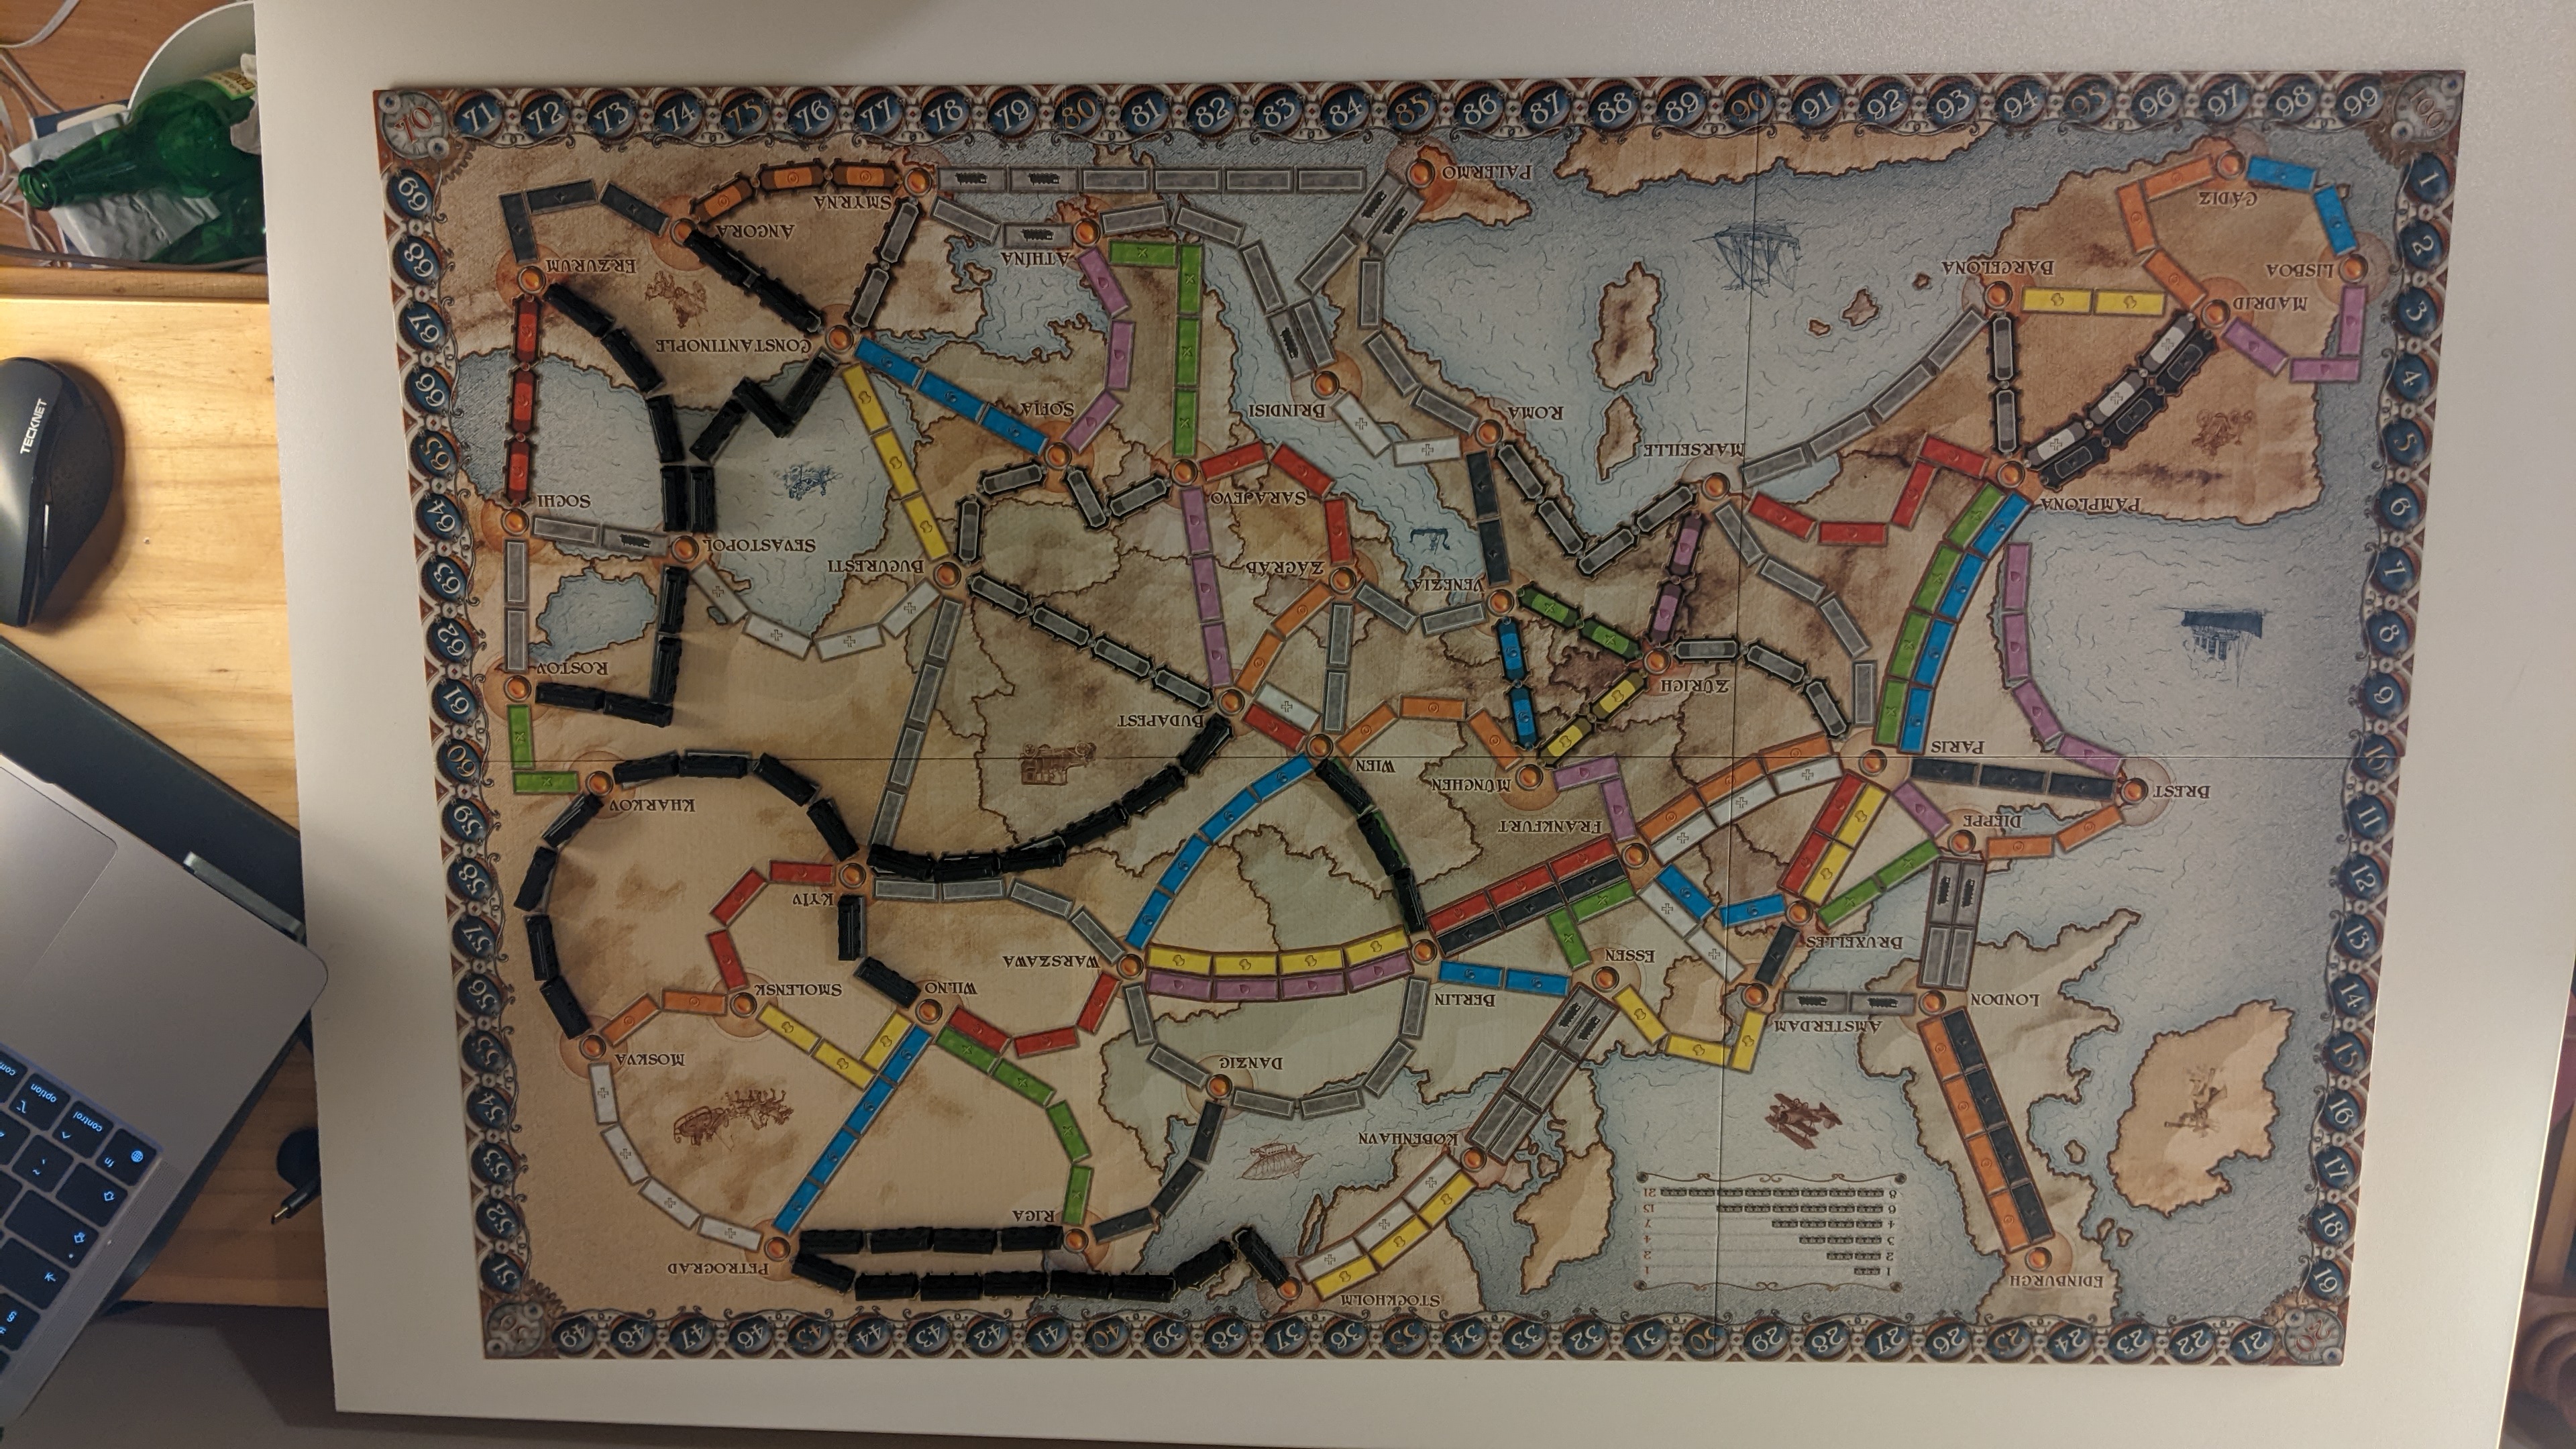 70 71 72 73 74 75 76 77 78 79 80 81 82 83 84 85 86 87 88 89 90 91 92 93 94 95 96 97 98 99 100
69
68
67
66
65
64
63
62
61
60
59
58
57
56
55
54
53
52
51
1
2
3
4
5
6
7
8
9
10
11
12
13
14
15
16
17
18
19
20
49 48 47 46 45 44 43 42 41 40 39 38 37 36 35 34 33 32 31 30 29 28 27 26 25 24 23 22 21
EDINBURGH
LONDON
AMSTERDAM
ESSEN
BRUXELLES
DIEPPE
BREST
PARIS
FRANKFURT
MÜNCHEN
ZÜRICH
MARSEILLE
PAMPLONA
BARCELONA
MADRID
LISBOA
CÁDIZ
STOCKHOLM
KØBENHAVN
BERLIN
DANZIG
WARSZAWA
WIEN
BUDAPEST
VENEZIA
ZÁGRÁB
ROMA
BRINDISI
PALERMO
SARAJEVO
SOFIA
ATHÍNA
SMYRNA
ANGORA
CONSTANTINOPLE
ERZURUM
BUCURESTI
SEVASTOPOL
SOCHI
ROSTOV
KHARKOV
KYIV
WILNO
SMOLENSK
MOSKVA
RIGA
PETROGRAD
1 1
2 2
3 4
4 7
6 15
8 21
TECKNET
control
option
fn